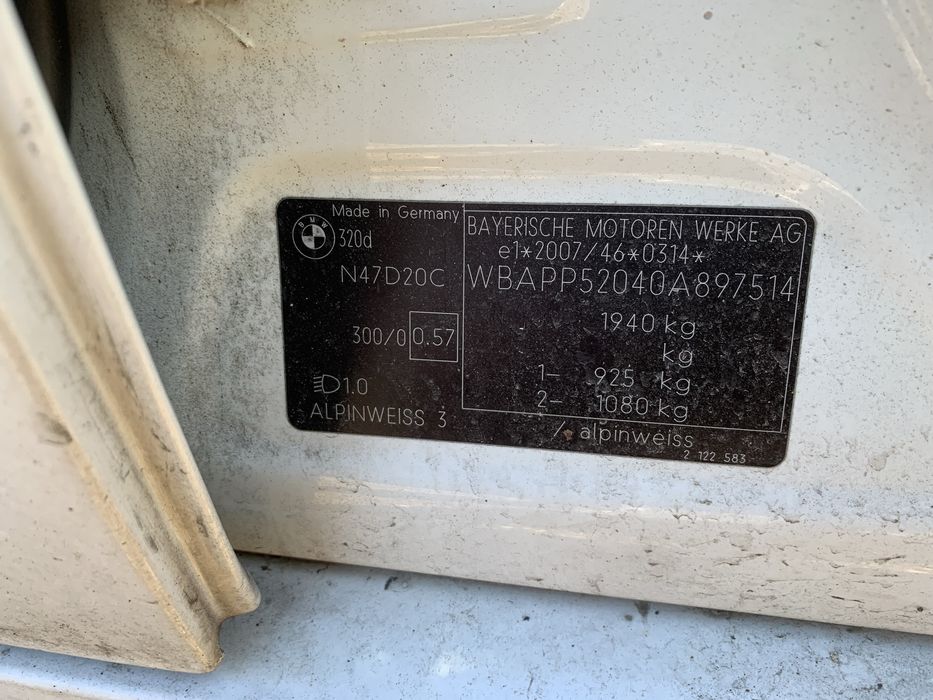 BMW
Made in Germany
320d
N47D20C
300/0 0.57
1.0
ALPINWEISS 3
BAYERISCHE MOTOREN WERKE AG
e1*2007/46*0314*
WBAPP52040A897514
1940 kg
kg
1- 925 kg
2- 1080 kg
/ alpinweiss
2 122 583